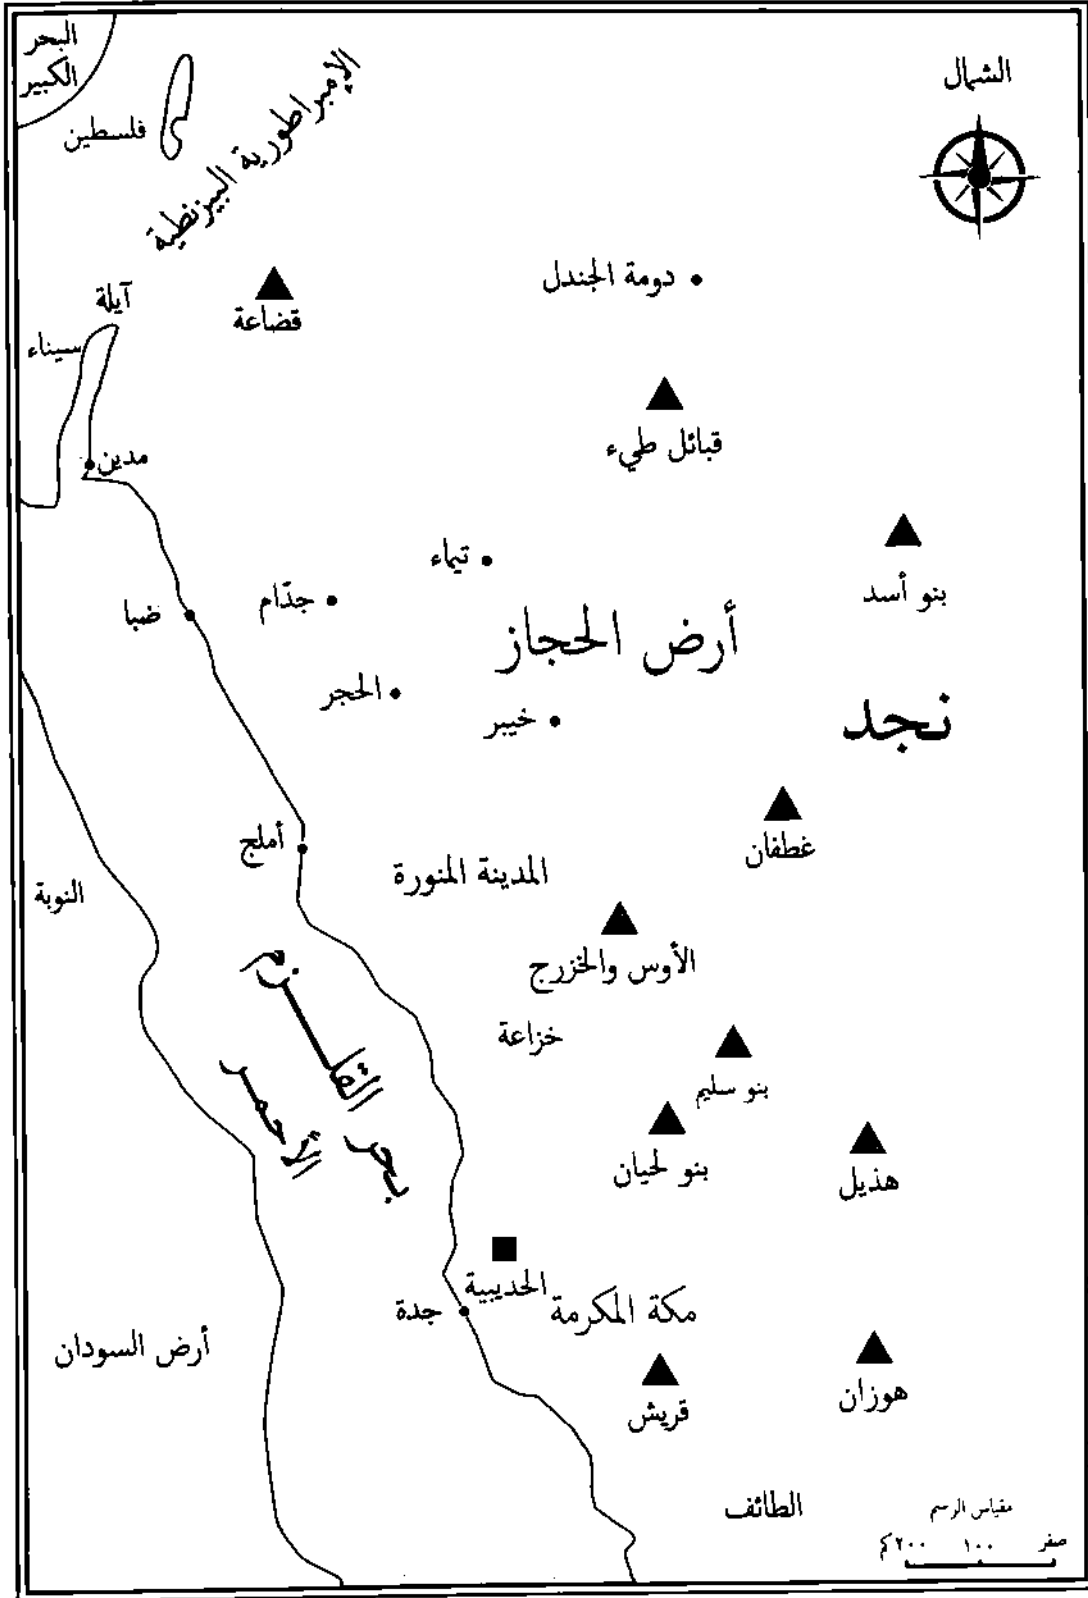 البحر
الكبير
الشمال
فلسطين
الإمبراطورية البيزنطية
دومة الجندل
آيلة
قضاعة
سيناء
قبائل طيء
مدين
تيماء
بنو أسد
جدّام
ضبا
أرض الحجاز
الحجر
خيبر
نجد
غطفان
أملج
المدينة المنورة
النوبة
الأوس والخزرج
خزاعة
بحر القلزم
الأحمر
بنو سليم
بنو لحيان
هذيل
الحديبية
مكة المكرمة
جدة
أرض السودان
هوزان
قريش
الطائف
مقياس الرسم
صفر ١٠٠ ٢٠٠ كم